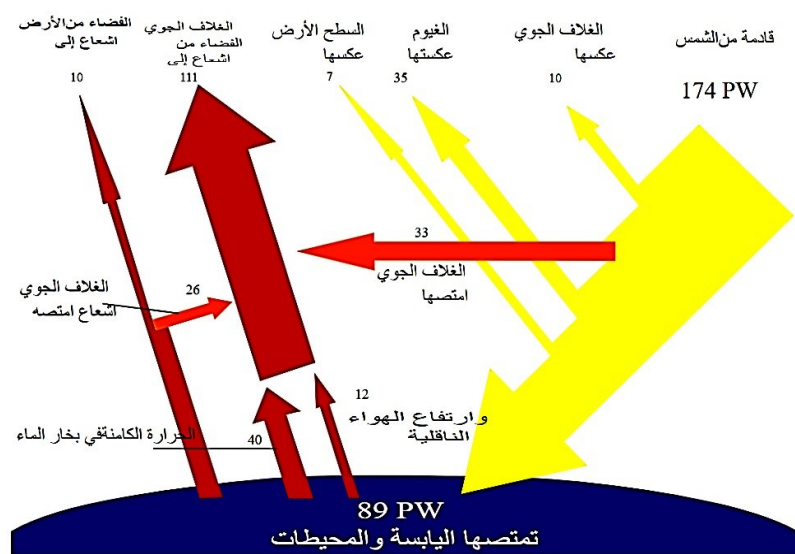 قادمة من الشمس
174 PW
الغلاف الجوي
عكسها
10
الغيوم
عكستها
35
السطح الأرض
عكسها
7
الغلاف الجوي
الفضاء من
اشعاع إلى
111
الفضاء من الأرض
اشعاع إلى
10
33
الغلاف الجوي
امتصها
الغلاف الجوي
اشعاع امتصه
26
12
وارتفاع الهواء
الناقلية
الحرارة الكامنةفي بخار الماء
40
89 PW
تمتصها اليابسة والمحيطات